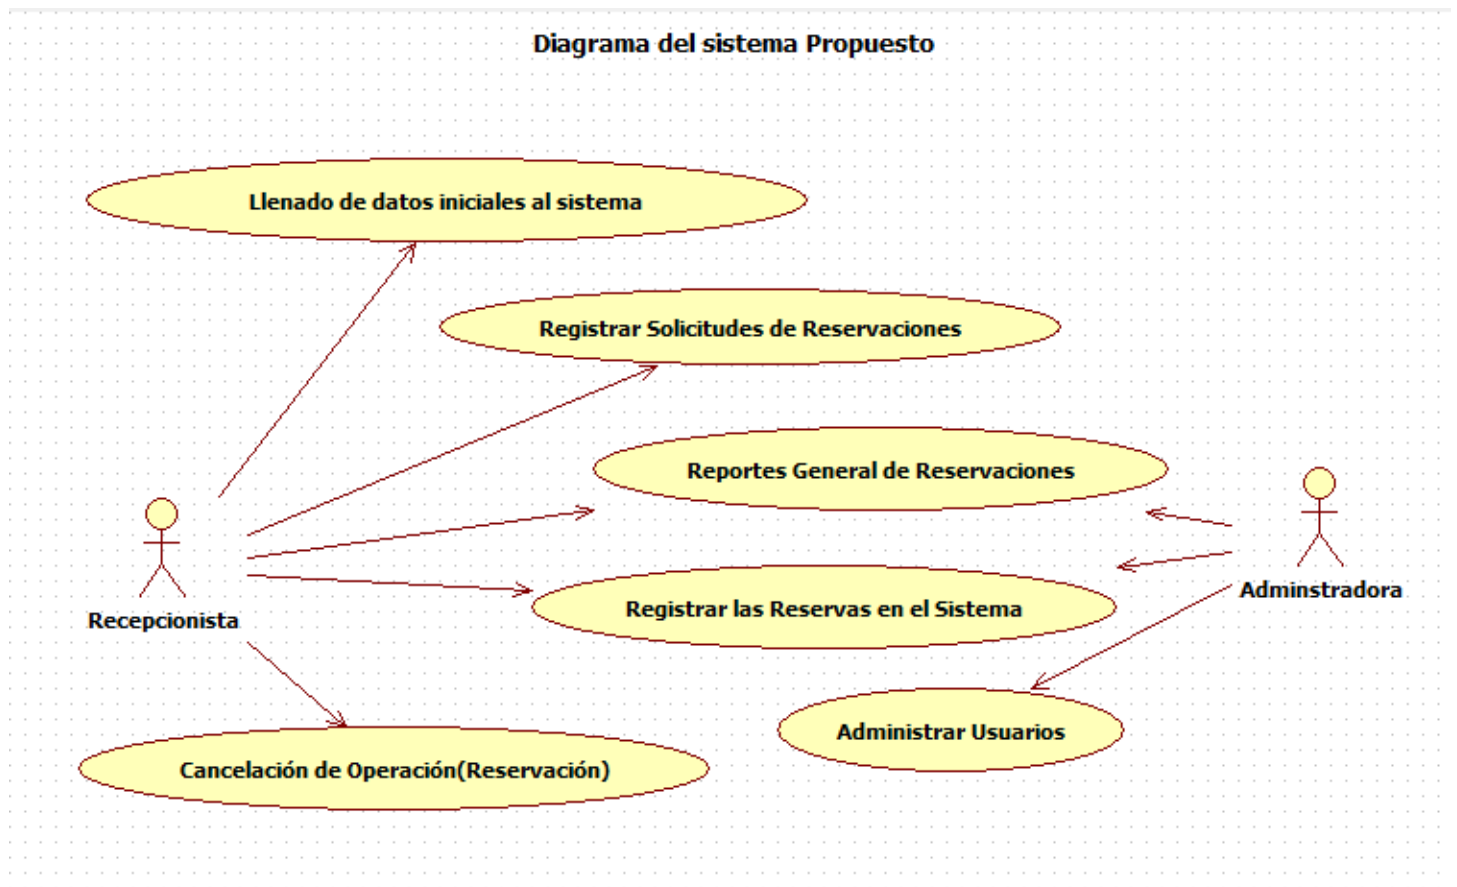 Diagrama del sistema Propuesto
Llenado de datos iniciales al sistema
Registrar Solicitudes de Reservaciones
Reportes General de Reservaciones
Adminstradora
Registrar las Reservas en el Sistema
Recepcionista
Administrar Usuarios
Cancelación de Operación(Reservación)